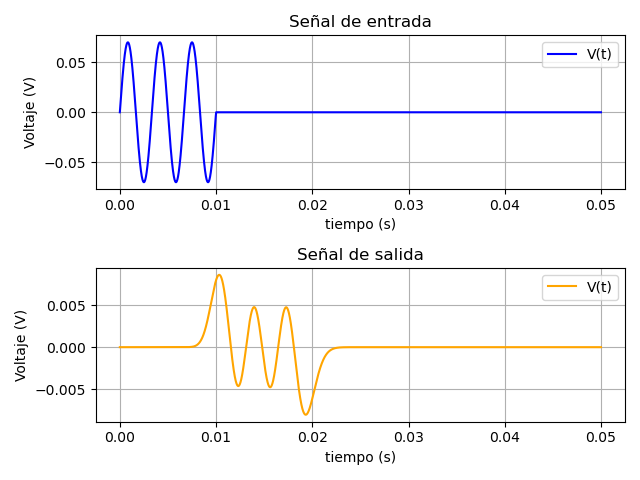 Señal de entrada
V(t)
Voltaje (V)
0.05
0.00
−0.05
0.00 0.01 0.02 0.03 0.04 0.05
tiempo (s)
Señal de salida
V(t)
Voltaje (V)
0.005
0.000
−0.005
0.00 0.01 0.02 0.03 0.04 0.05
tiempo (s)